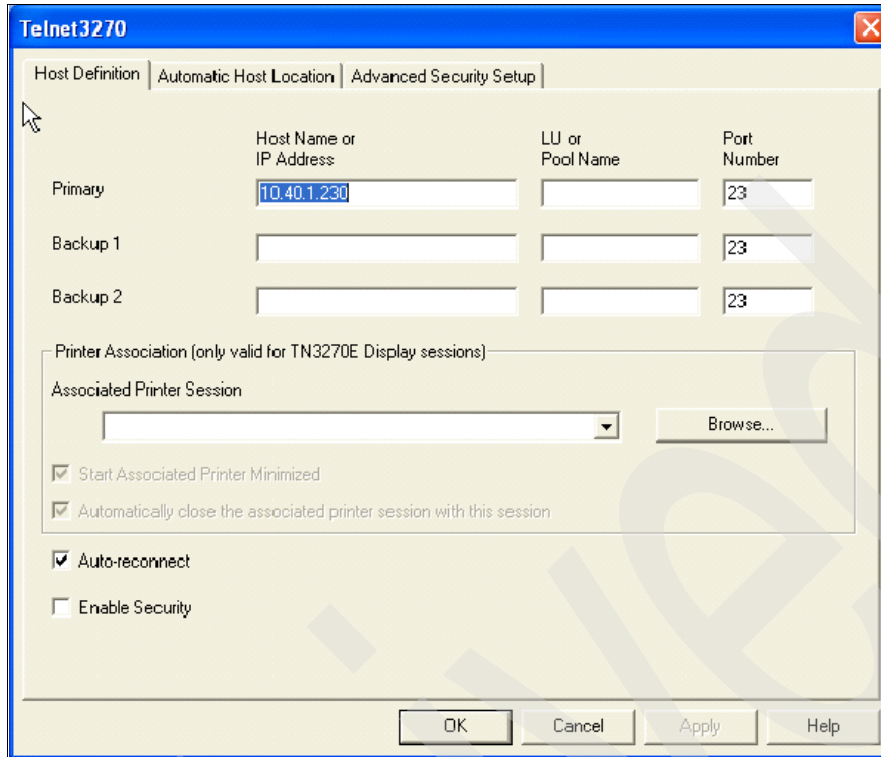 Telnet3270
Host Definition Automatic Host Location Advanced Security Setup
Host Name or IP Address LU or Pool Name Port Number
Primary 10.40.1.230 23
Backup 1 23
Backup 2 23
Printer Association (only valid for TN3270E Display sessions)
Associated Printer Session
Browse...
Start Associated Printer Minimized
Automatically close the associated printer session with this session
Auto-reconnect
Enable Security
OK Cancel Apply Help